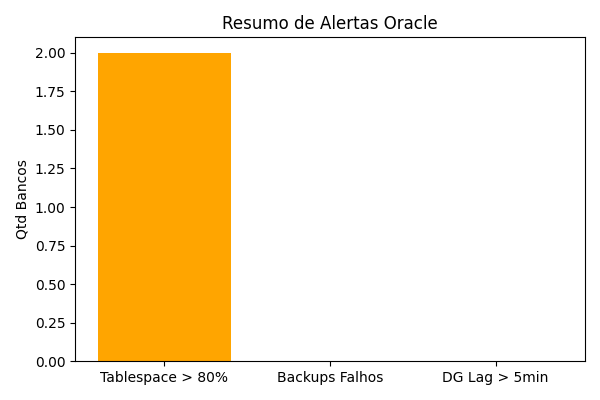 Resumo de Alertas Oracle
Qtd Bancos
2.00
1.75
1.50
1.25
1.00
0.75
0.50
0.25
0.00
Tablespace > 80%
Backups Falhos
DG Lag > 5min